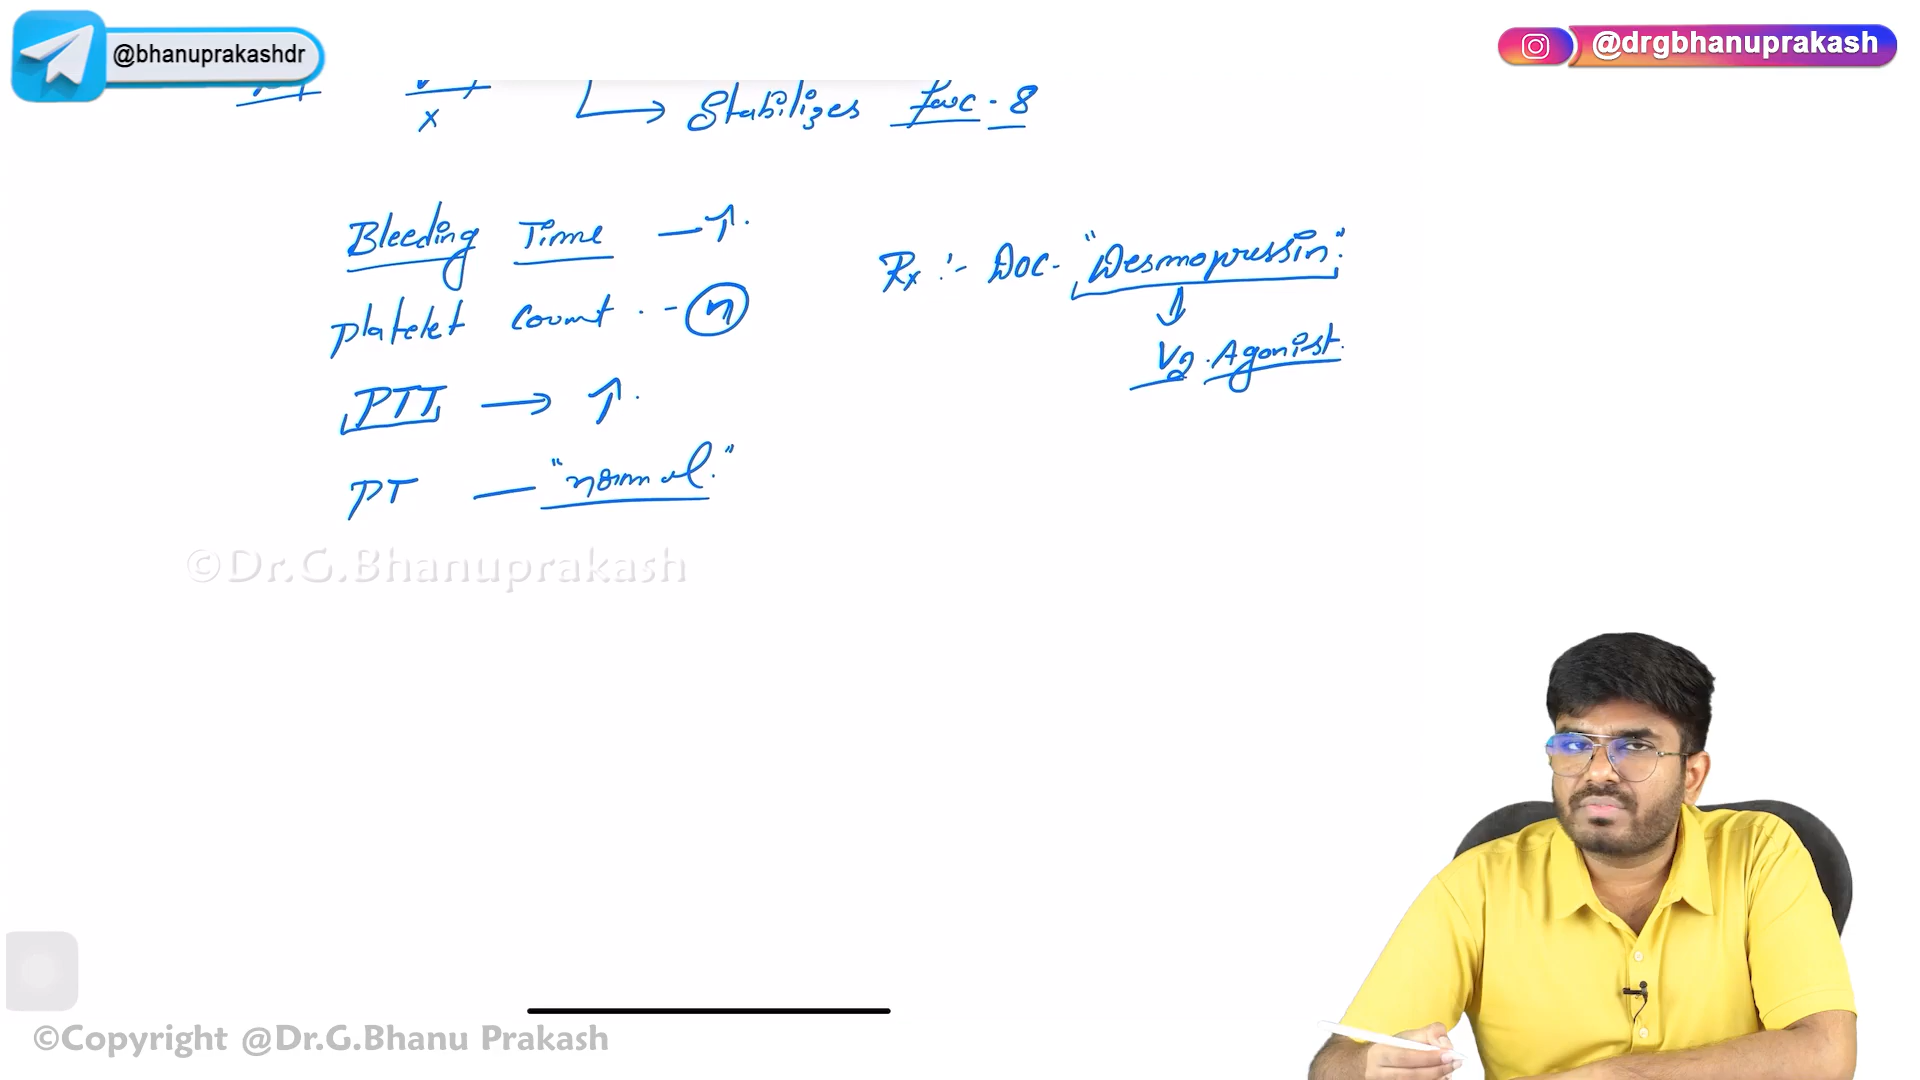 @bhanuprakashdr
@drgbhanuprakash
x
Stabilizes Fac - 8
Bleeding Time - ↑.
Platelet Count - n
PTT → ↑.
PT — "normal."
Rx :- DOC - "Desmopressin."
↓
V2 Agonist.
©Dr.G.Bhanuprakash
©Copyright @Dr.G.Bhanu Prakash